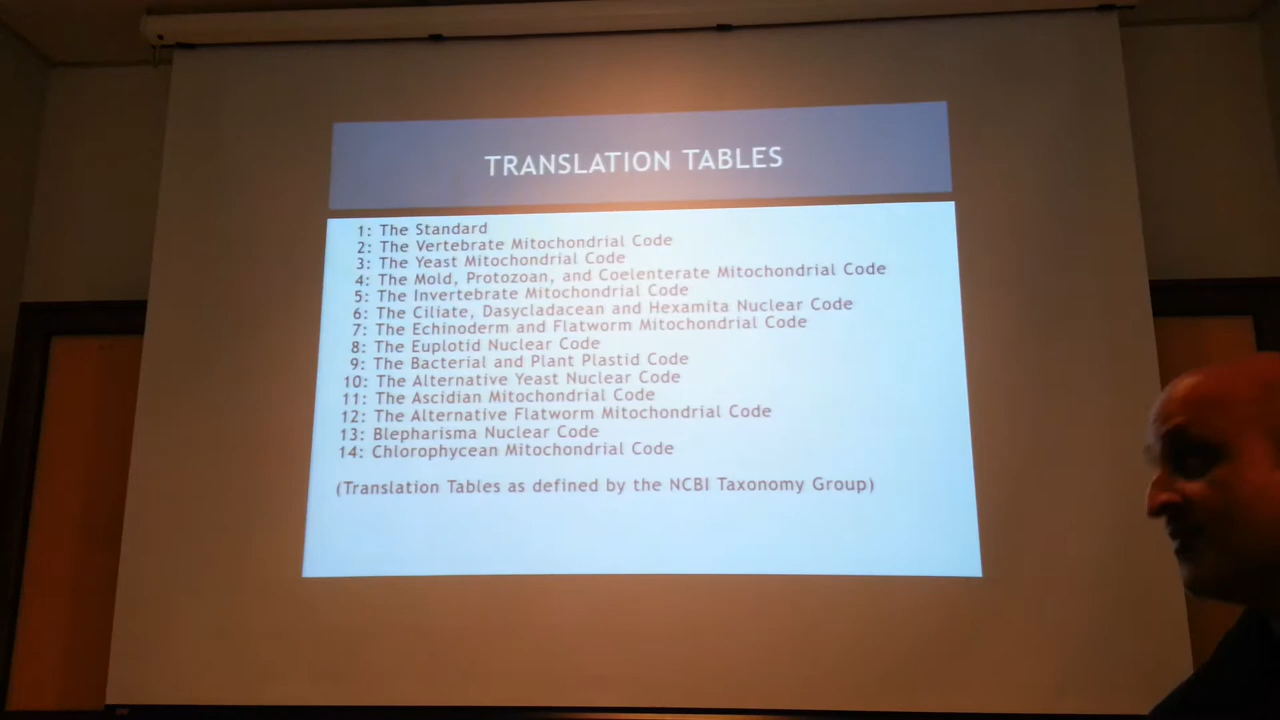 TRANSLATION TABLES
1: The Standard
2: The Vertebrate Mitochondrial Code
3: The Yeast Mitochondrial Code
4: The Mold, Protozoan, and Coelenterate Mitochondrial Code
5: The Invertebrate Mitochondrial Code
6: The Ciliate, Dasycladacean and Hexamita Nuclear Code
7: The Echinoderm and Flatworm Mitochondrial Code
8: The Euplotid Nuclear Code
9: The Bacterial and Plant Plastid Code
10: The Alternative Yeast Nuclear Code
11: The Ascidian Mitochondrial Code
12: The Alternative Flatworm Mitochondrial Code
13: Blepharisma Nuclear Code
14: Chlorophycean Mitochondrial Code
(Translation Tables as defined by the NCBI Taxonomy Group)